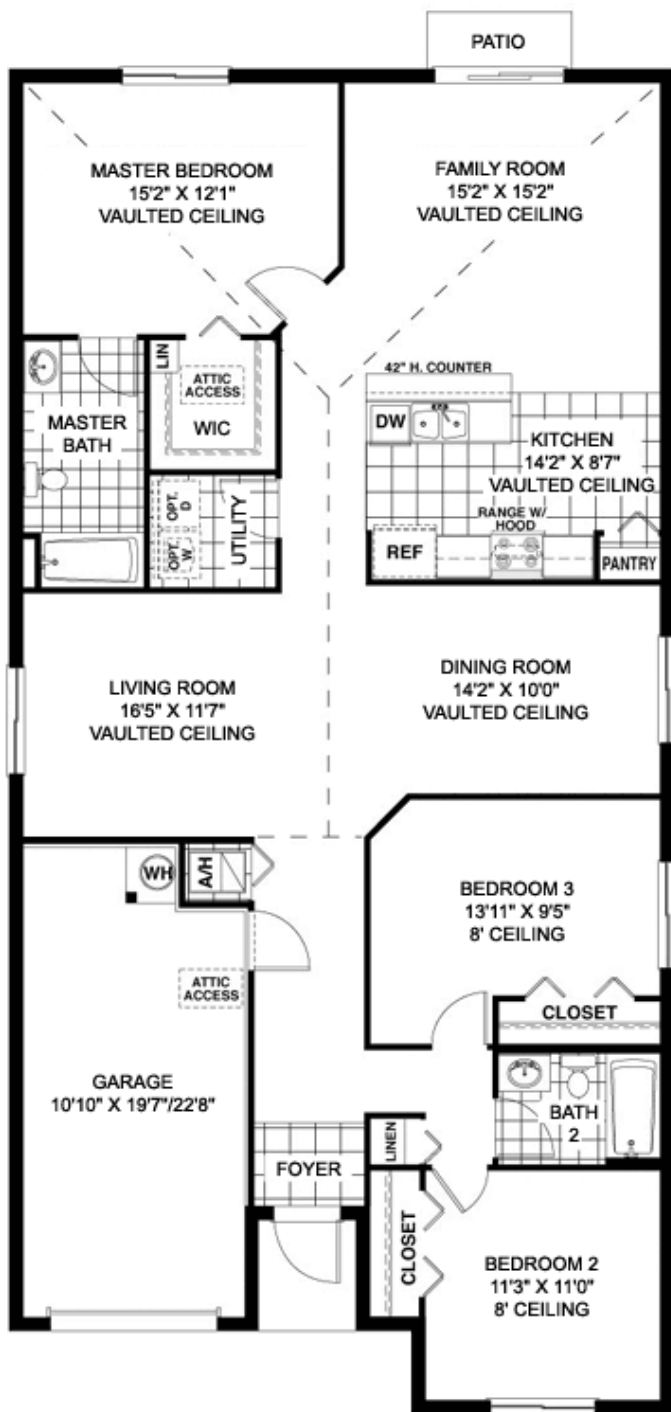 PATIO
MASTER BEDROOM
15'2" X 12'1"
VAULTED CEILING
FAMILY ROOM
15'2" X 15'2"
VAULTED CEILING
LIN
ATTIC
ACCESS
WIC
MASTER
BATH
42" H. COUNTER
DW
KITCHEN
14'2" X 8'7"
VAULTED CEILING
RANGE W/
HOOD
REF
PANTRY
OPT.
D
OPT.
W
UTILITY
LIVING ROOM
16'5" X 11'7"
VAULTED CEILING
DINING ROOM
14'2" X 10'0"
VAULTED CEILING
WH
A/H
ATTIC
ACCESS
BEDROOM 3
13'11" X 9'5"
8' CEILING
CLOSET
GARAGE
10'10" X 19'7"/22'8"
BATH
2
LINEN
FOYER
CLOSET
BEDROOM 2
11'3" X 11'0"
8' CEILING